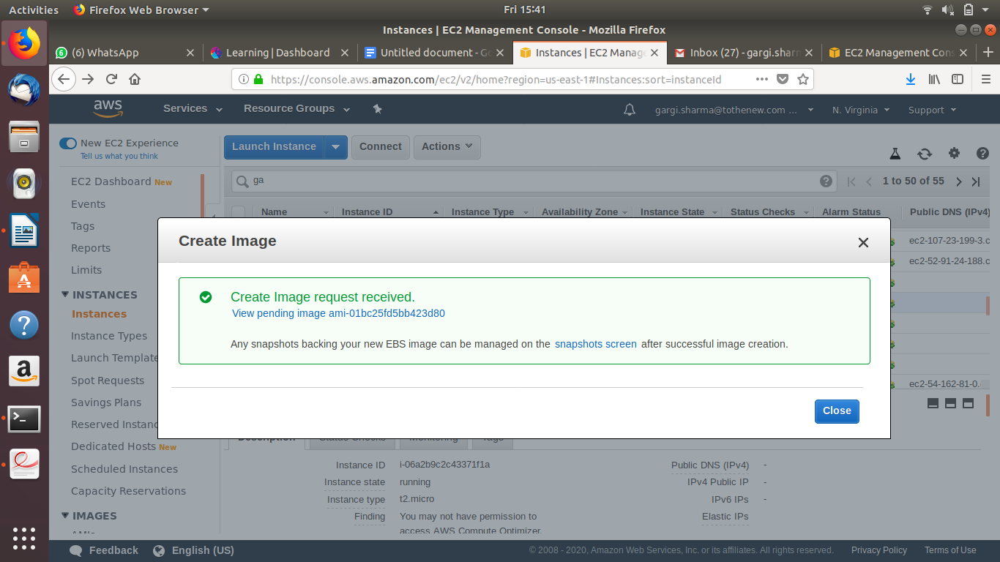 Activities
Firefox Web Browser
Fri 15:41
Instances | EC2 Management Console - Mozilla Firefox
6
(6) WhatsApp
Learning | Dashboard
Untitled document - Go
Instances | EC2 Manage
Inbox (27) - gargi.sharm
EC2 Management Cons
https://console.aws.amazon.com/ec2/v2/home?region=us-east-1#Instances:sort=instanceId
aws
Services
Resource Groups
gargi.sharma@tothenew.com ...
N. Virginia
Support
New EC2 Experience
Tell us what you think
Launch Instance
Connect
Actions
EC2 Dashboard New
Events
Tags
Reports
Limits
INSTANCES
Instances
Instance Types
Launch Template
Spot Requests
Savings Plans
Reserved Instanc
Dedicated Hosts New
Scheduled Instances
Capacity Reservations
IMAGES
AMIs
ga
1 to 50 of 55
Name
Instance ID
Instance Type
Availability Zone
Instance State
Status Checks
Alarm Status
Public DNS (IPv4)
ec2-107-23-199-3.c
ec2-52-91-24-188.c
ec2-54-162-81-0.
Create Image
Create Image request received.
View pending image ami-01bc25fd5bb423d80
Any snapshots backing your new EBS image can be managed on the snapshots screen after successful image creation.
Close
Description
Status Checks
Monitoring
Tags
Instance ID i-06a2b9c2c43371f1a
Instance state running
Instance type t2.micro
Finding You may not have permission to
access AWS Compute Optimizer.
Public DNS (IPv4) -
IPv4 Public IP -
IPv6 IPs -
Elastic IPs
Feedback
English (US)
© 2008 - 2020, Amazon Web Services, Inc. or its affiliates. All rights reserved.
Privacy Policy
Terms of Use